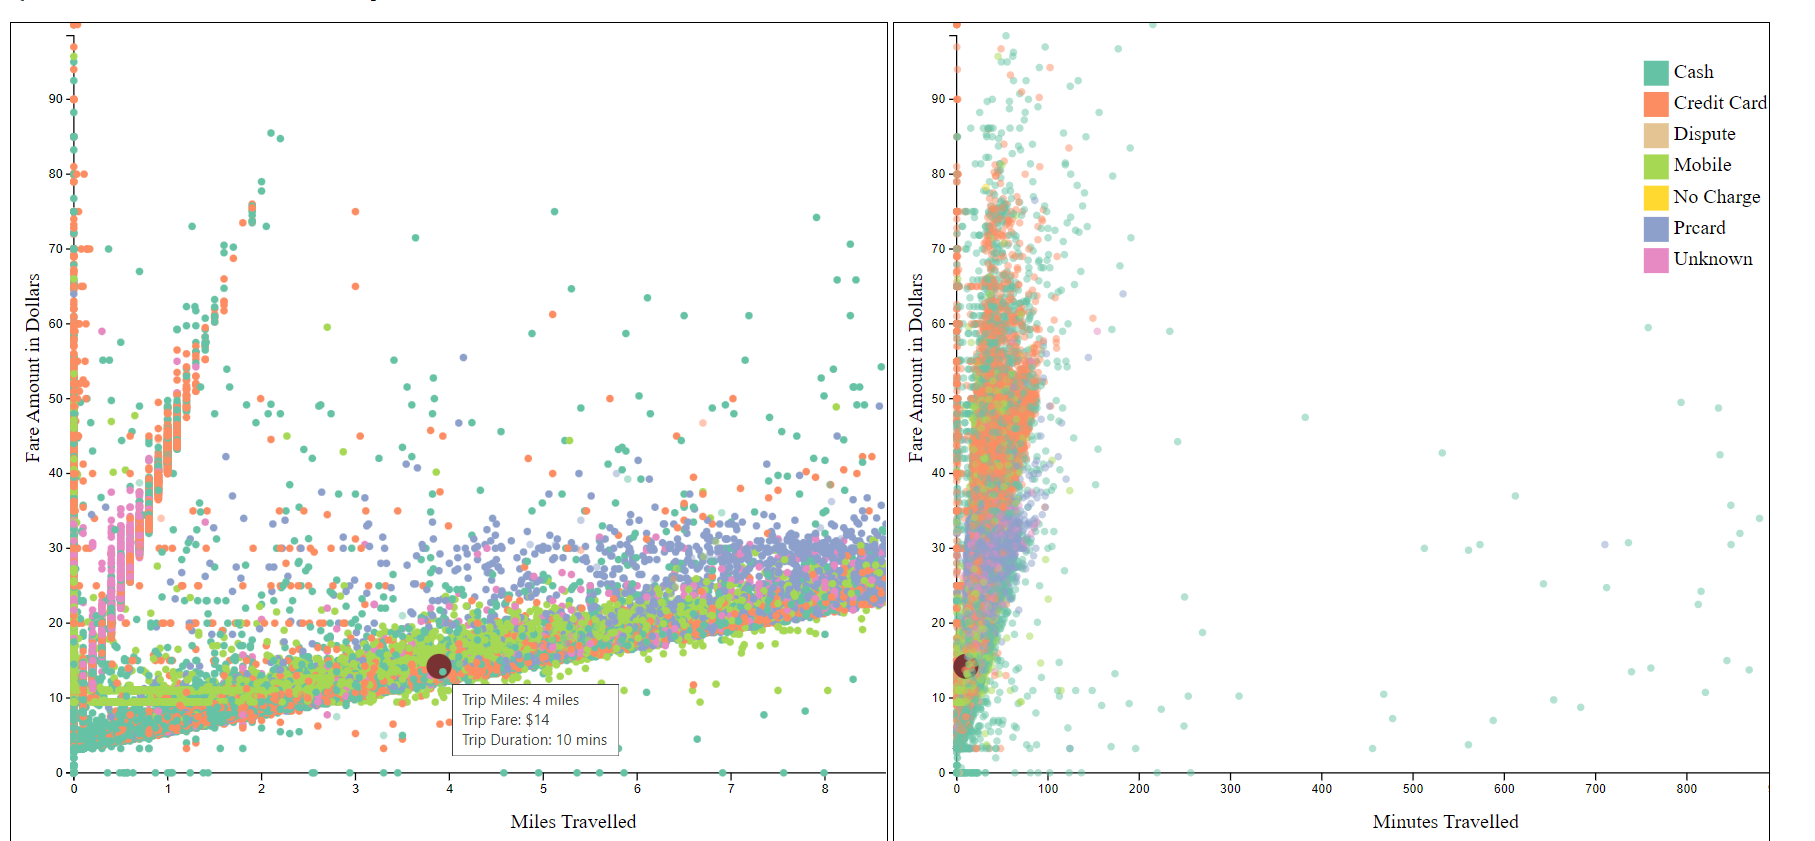 90
80
70
60
50
40
30
20
10
0
Fare Amount in Dollars
0 1 2 3 4 5 6 7 8
Miles Travelled
Trip Miles: 4 miles
Trip Fare: $14
Trip Duration: 10 mins
90
80
70
60
50
40
30
20
10
0
Fare Amount in Dollars
0 100 200 300 400 500 600 700 800
Minutes Travelled
Cash
Credit Card
Dispute
Mobile
No Charge
Prcard
Unknown